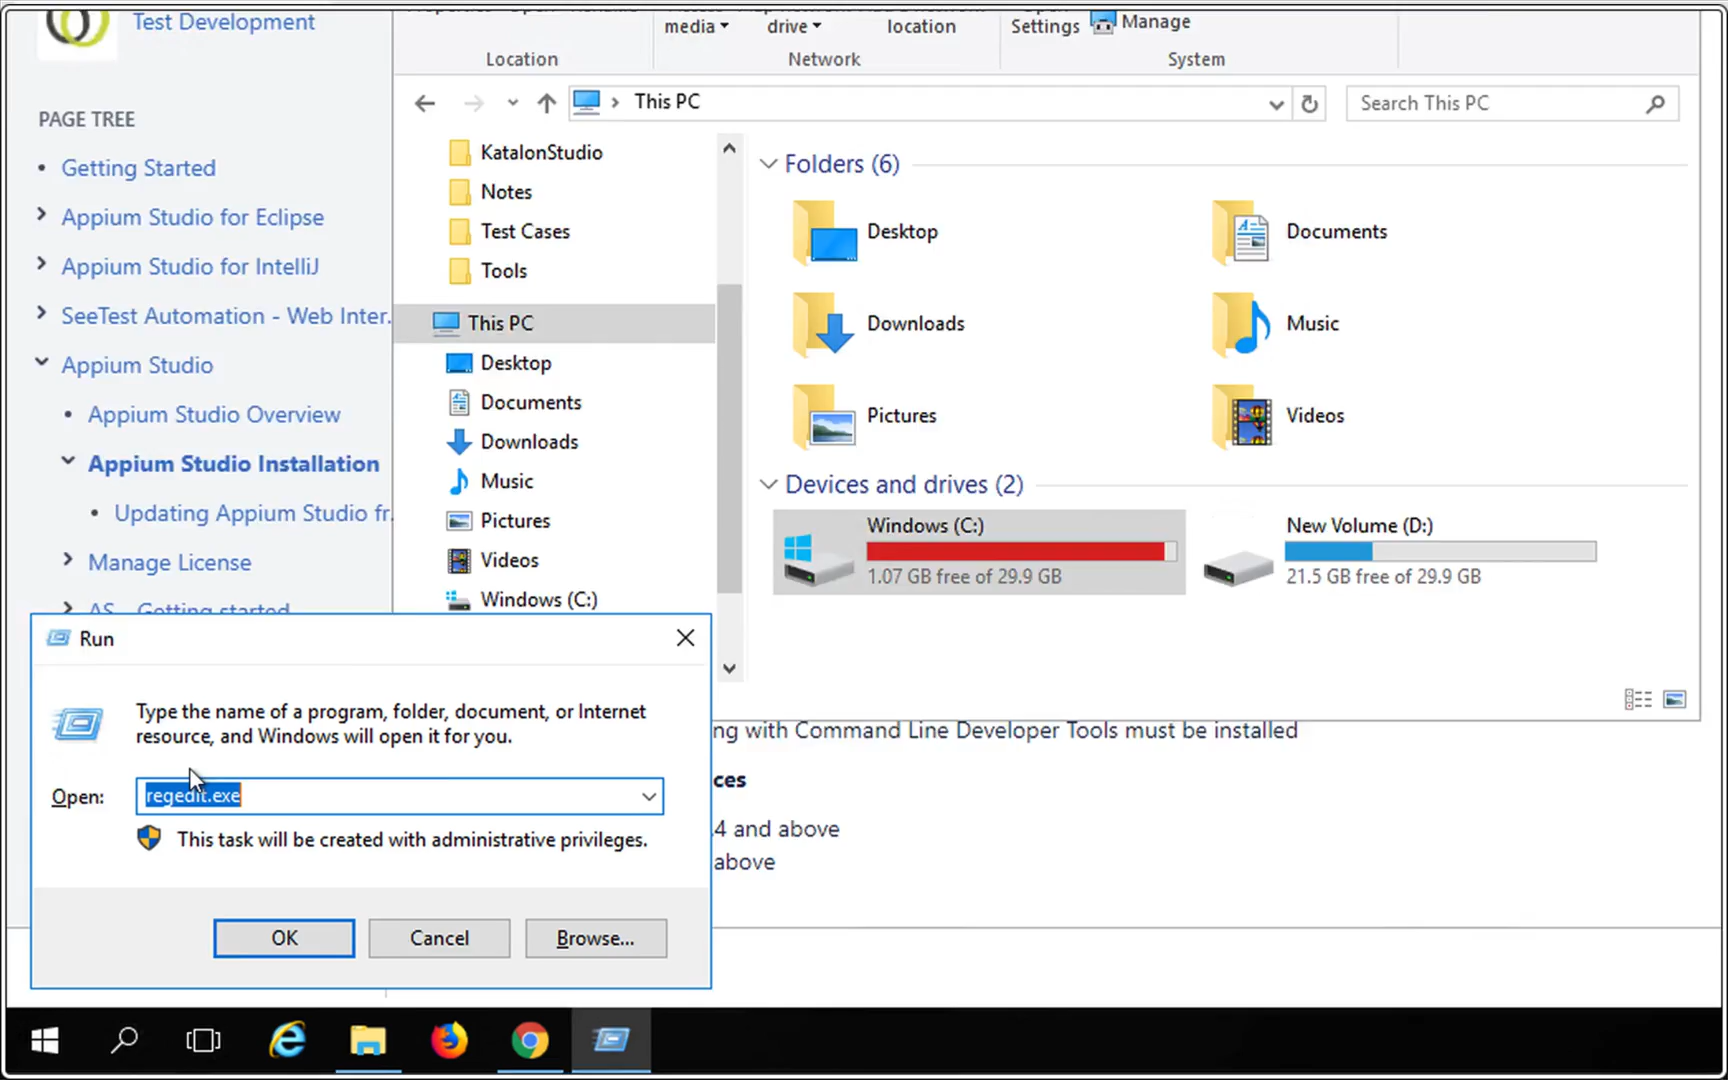 Test Development
PAGE TREE
Getting Started
Appium Studio for Eclipse
Appium Studio for IntelliJ
SeeTest Automation - Web Inter.
Appium Studio
Appium Studio Overview
Appium Studio Installation
Updating Appium Studio fr.
Manage License
AS - Getting started
media
drive
location
Settings
Manage
Location
Network
System
This PC
Search This PC
KatalonStudio
Notes
Test Cases
Tools
This PC
Desktop
Documents
Downloads
Music
Pictures
Videos
Windows (C:)
Folders (6)
Desktop
Documents
Downloads
Music
Pictures
Videos
Devices and drives (2)
Windows (C:)
1.07 GB free of 29.9 GB
New Volume (D:)
21.5 GB free of 29.9 GB
Run
Type the name of a program, folder, document, or Internet
resource, and Windows will open it for you.
Open:
regedit.exe
This task will be created with administrative privileges.
OK
Cancel
Browse...
ng with Command Line Developer Tools must be installed
ces
.4 and above
above